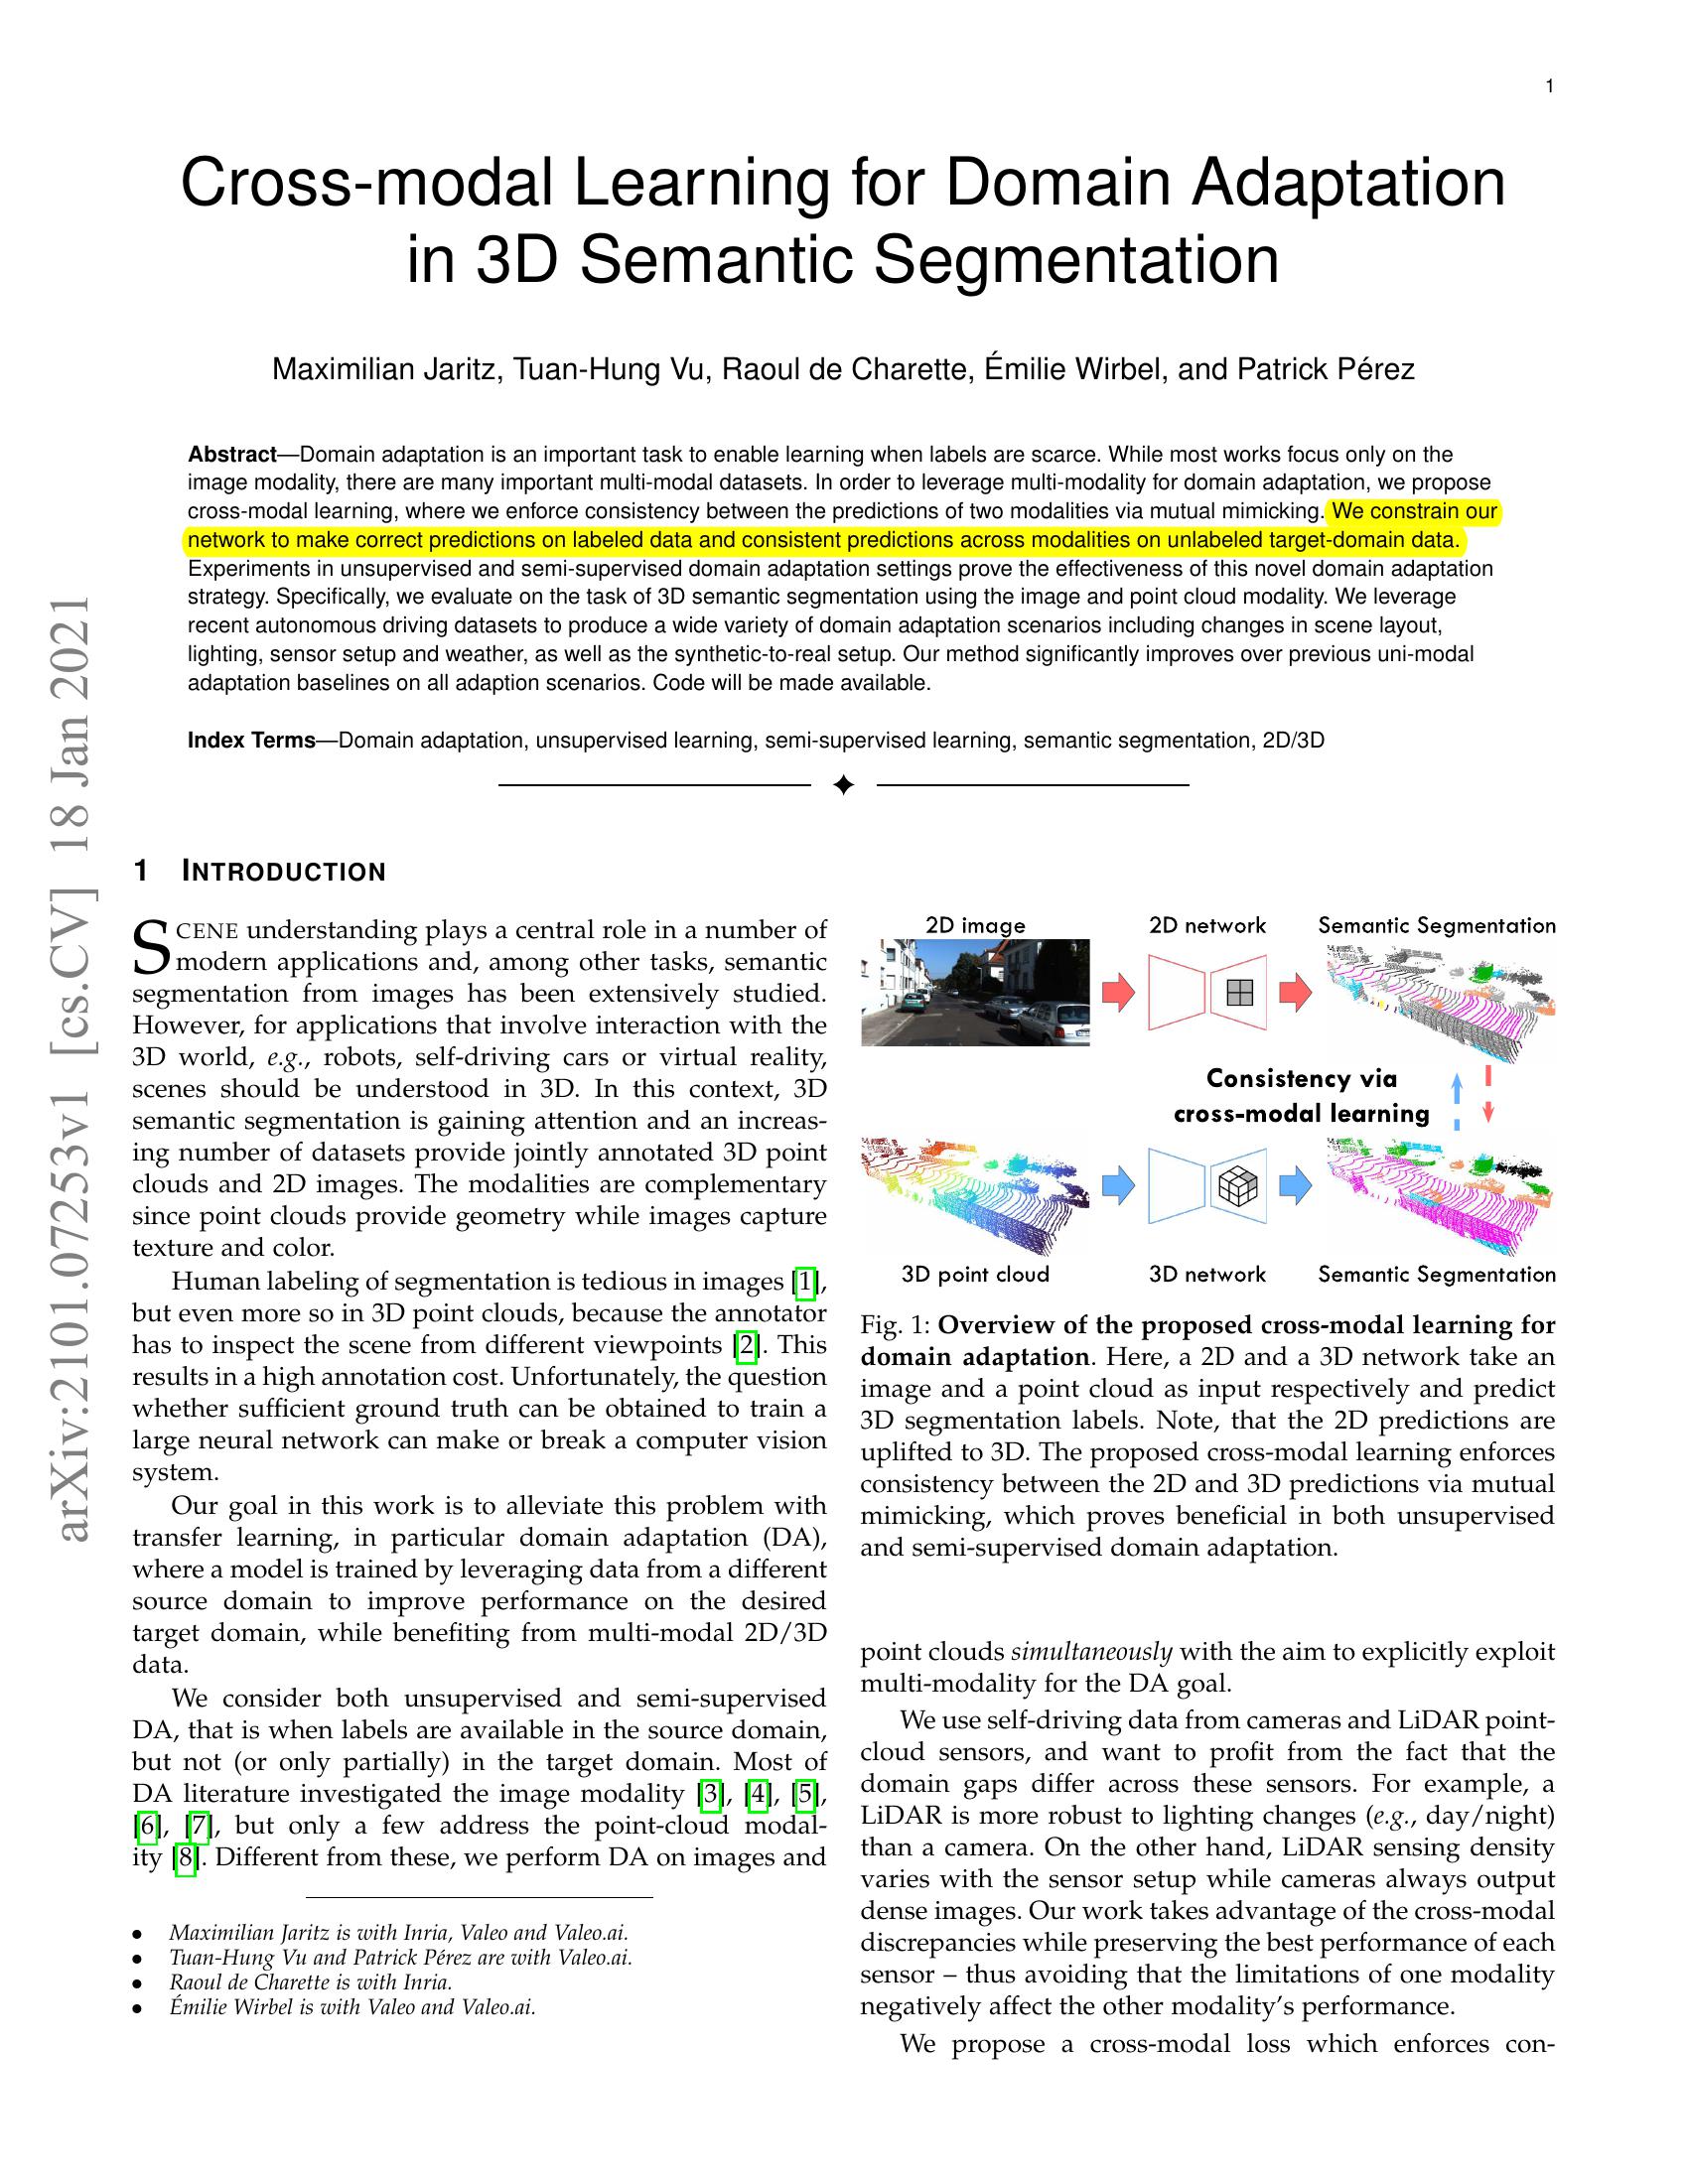 1
Cross-modal Learning for Domain Adaptation
in 3D Semantic Segmentation
Maximilian Jaritz, Tuan-Hung Vu, Raoul de Charette, Émilie Wirbel, and Patrick Pérez
Abstract—Domain adaptation is an important task to enable learning when labels are scarce. While most works focus only on the
image modality, there are many important multi-modal datasets. In order to leverage multi-modality for domain adaptation, we propose
cross-modal learning, where we enforce consistency between the predictions of two modalities via mutual mimicking. We constrain our
network to make correct predictions on labeled data and consistent predictions across modalities on unlabeled target-domain data.
Experiments in unsupervised and semi-supervised domain adaptation settings prove the effectiveness of this novel domain adaptation
strategy. Specifically, we evaluate on the task of 3D semantic segmentation using the image and point cloud modality. We leverage
recent autonomous driving datasets to produce a wide variety of domain adaptation scenarios including changes in scene layout,
lighting, sensor setup and weather, as well as the synthetic-to-real setup. Our method significantly improves over previous uni-modal
adaptation baselines on all adaption scenarios. Code will be made available.
Index Terms—Domain adaptation, unsupervised learning, semi-supervised learning, semantic segmentation, 2D/3D
arXiv:2101.07253v1 [cs.CV] 18 Jan 2021
1 INTRODUCTION
SCENE understanding plays a central role in a number of
modern applications and, among other tasks, semantic
segmentation from images has been extensively studied.
However, for applications that involve interaction with the
3D world, e.g., robots, self-driving cars or virtual reality,
scenes should be understood in 3D. In this context, 3D
semantic segmentation is gaining attention and an increas-
ing number of datasets provide jointly annotated 3D point
clouds and 2D images. The modalities are complementary
since point clouds provide geometry while images capture
texture and color.
Human labeling of segmentation is tedious in images [1],
but even more so in 3D point clouds, because the annotator
has to inspect the scene from different viewpoints [2]. This
results in a high annotation cost. Unfortunately, the question
whether sufficient ground truth can be obtained to train a
large neural network can make or break a computer vision
system.
Our goal in this work is to alleviate this problem with
transfer learning, in particular domain adaptation (DA),
where a model is trained by leveraging data from a different
source domain to improve performance on the desired
target domain, while benefiting from multi-modal 2D/3D
data.
We consider both unsupervised and semi-supervised
DA, that is when labels are available in the source domain,
but not (or only partially) in the target domain. Most of
DA literature investigated the image modality [3], [4], [5],
[6], [7], but only a few address the point-cloud modal-
ity [8]. Different from these, we perform DA on images and
• Maximilian Jaritz is with Inria, Valeo and Valeo.ai.
• Tuan-Hung Vu and Patrick Pérez are with Valeo.ai.
• Raoul de Charette is with Inria.
• Émilie Wirbel is with Valeo and Valeo.ai.
2D image 2D network Semantic Segmentation
Consistency via
cross-modal learning
3D point cloud 3D network Semantic Segmentation
Fig. 1: Overview of the proposed cross-modal learning for
domain adaptation. Here, a 2D and a 3D network take an
image and a point cloud as input respectively and predict
3D segmentation labels. Note, that the 2D predictions are
uplifted to 3D. The proposed cross-modal learning enforces
consistency between the 2D and 3D predictions via mutual
mimicking, which proves beneficial in both unsupervised
and semi-supervised domain adaptation.
point clouds simultaneously with the aim to explicitly exploit
multi-modality for the DA goal.
We use self-driving data from cameras and LiDAR point-
cloud sensors, and want to profit from the fact that the
domain gaps differ across these sensors. For example, a
LiDAR is more robust to lighting changes (e.g., day/night)
than a camera. On the other hand, LiDAR sensing density
varies with the sensor setup while cameras always output
dense images. Our work takes advantage of the cross-modal
discrepancies while preserving the best performance of each
sensor – thus avoiding that the limitations of one modality
negatively affect the other modality's performance.
We propose a cross-modal loss which enforces con-